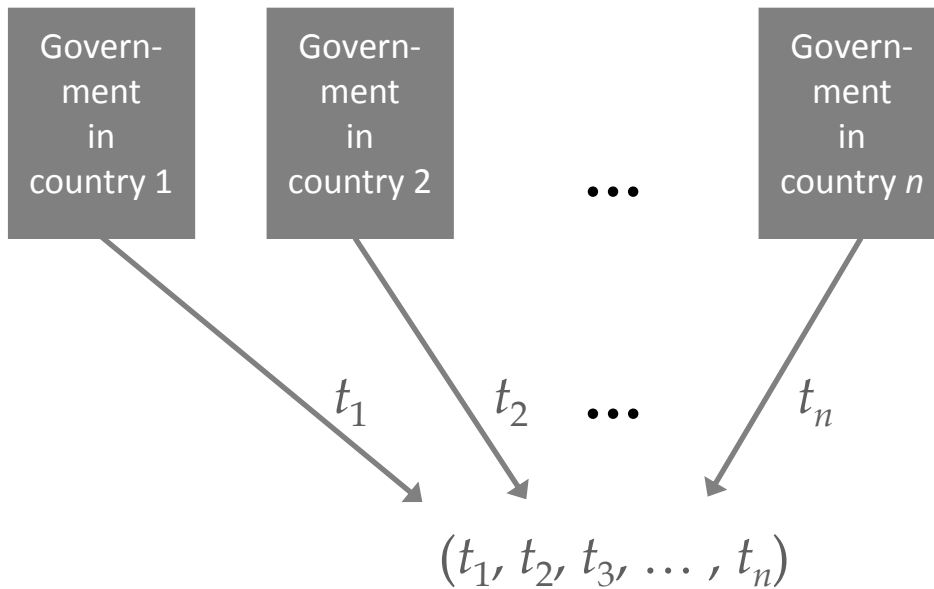 Govern-
ment
in
country 1
Govern-
ment
in
country 2
...
Govern-
ment
in
country n
t₁
t₂
...
tₙ
(t₁, t₂, t₃, … , tₙ)